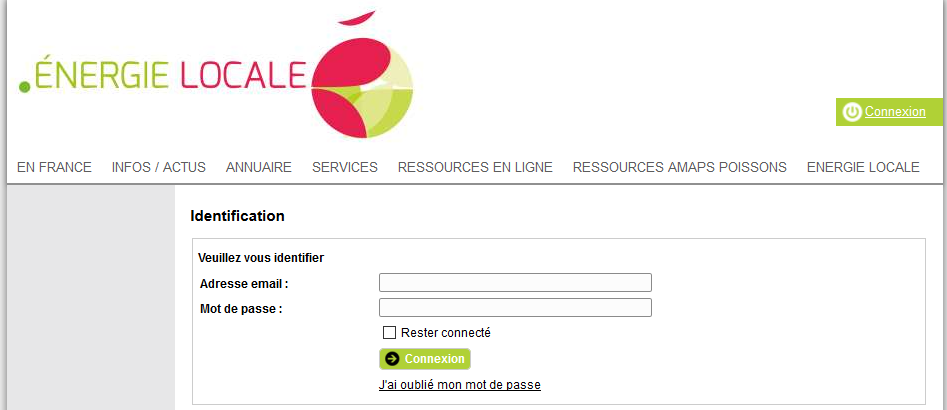 .ÉNERGIE LOCALE
Connexion
EN FRANCE INFOS / ACTUS ANNUAIRE SERVICES RESSOURCES EN LIGNE RESSOURCES AMAPS POISSONS ENERGIE LOCALE
Identification
Veuillez vous identifier
Adresse email :
Mot de passe :
Rester connecté
Connexion
J'ai oublié mon mot de passe